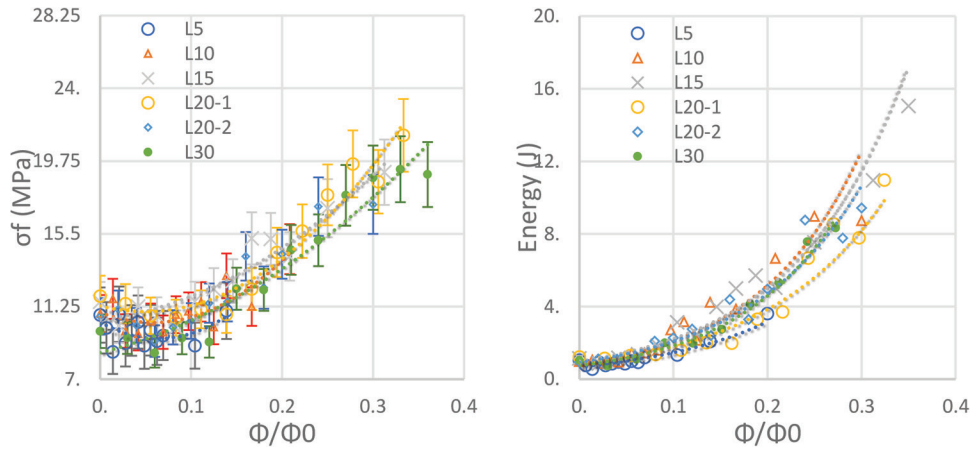 28.25
24.
19.75
15.5
11.25
7.
σf (MPa)
L5
L10
L15
L20-1
L20-2
L30
0. 0.1 0.2 0.3 0.4
Φ/Φ0
20.
16.
12.
8.
4.
0.
Energy (J)
L5
L10
L15
L20-1
L20-2
L30
0. 0.1 0.2 0.3 0.4
Φ/Φ0